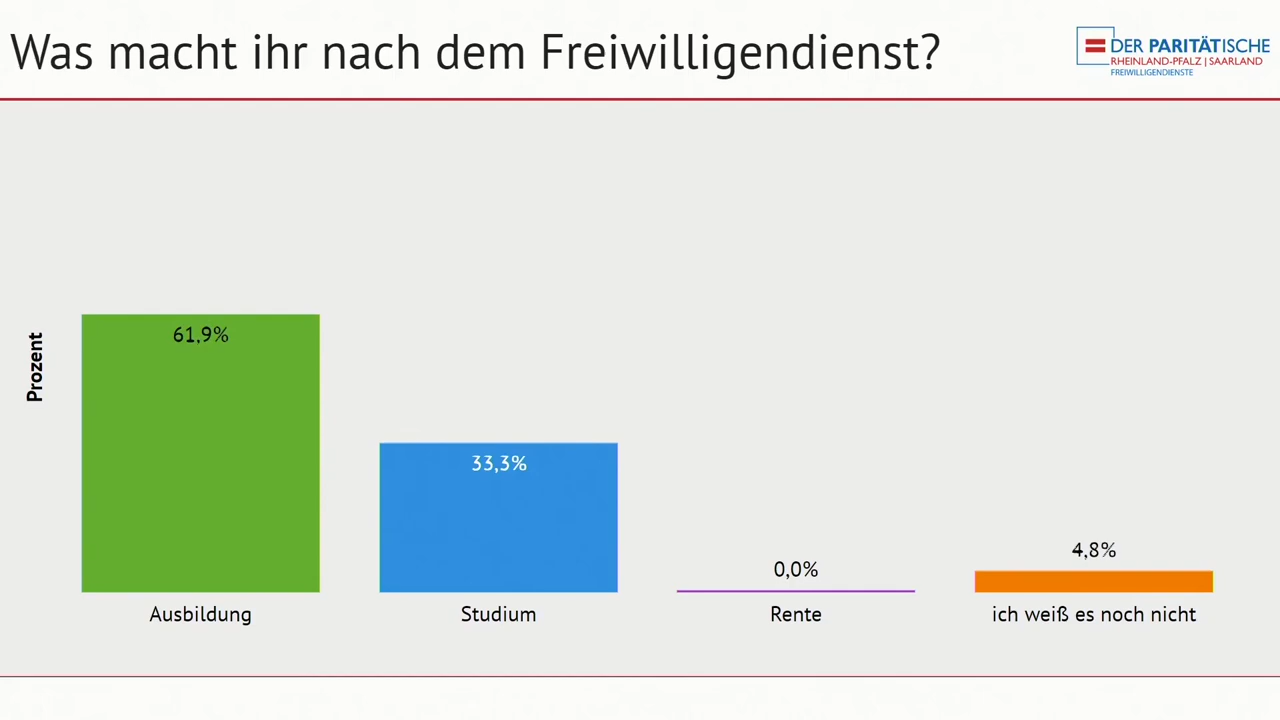 Was macht ihr nach dem Freiwilligendienst?
DER PARITÄTISCHE
RHEINLAND-PFALZ | SAARLAND
FREIWILLIGENDIENSTE
Prozent
61,9%
33,3%
0,0%
4,8%
Ausbildung
Studium
Rente
ich weiß es noch nicht